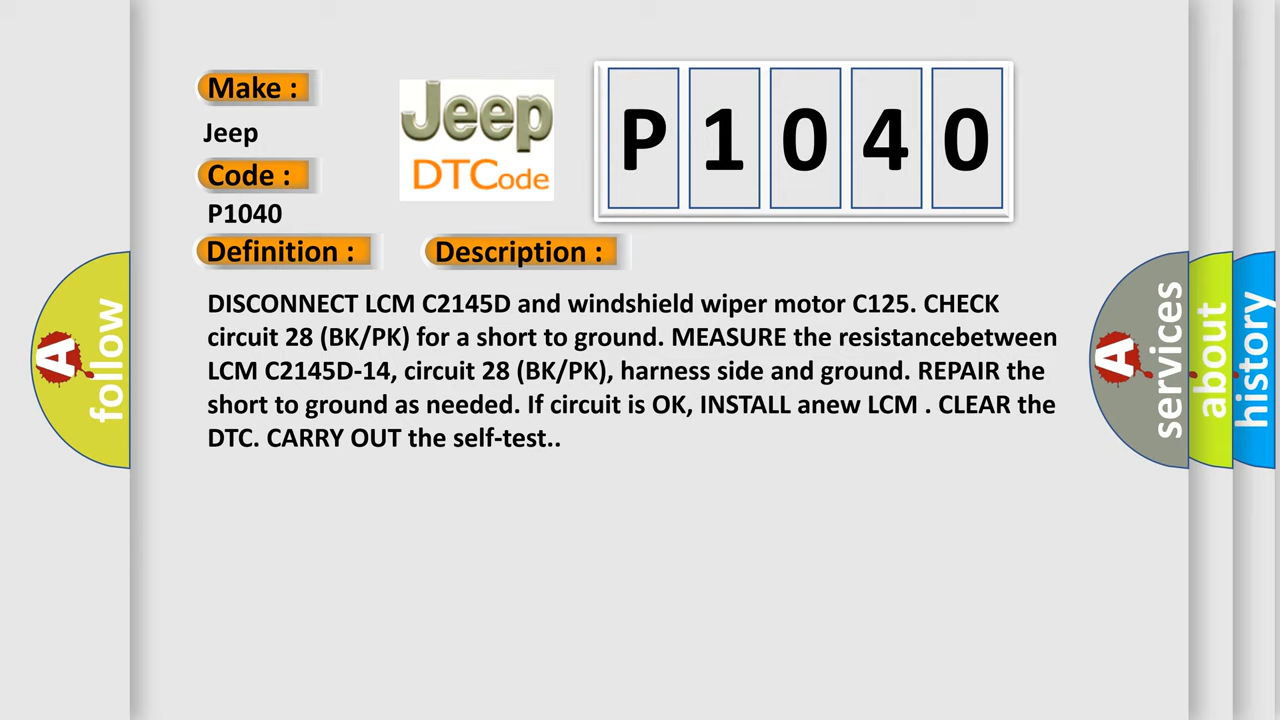 Make :
Jeep
Code :
P1040
Jeep
DTCode
P 1 0 4 0
Definition :
Description :
DISCONNECT LCM C2145D and windshield wiper motor C125. CHECK
circuit 28 (BK/PK) for a short to ground. MEASURE the resistancebetween
LCM C2145D-14, circuit 28 (BK/PK), harness side and ground. REPAIR the
short to ground as needed. If circuit is OK, INSTALL anew LCM . CLEAR the
DTC. CARRY OUT the self-test..
A
follow
A
services
about
history